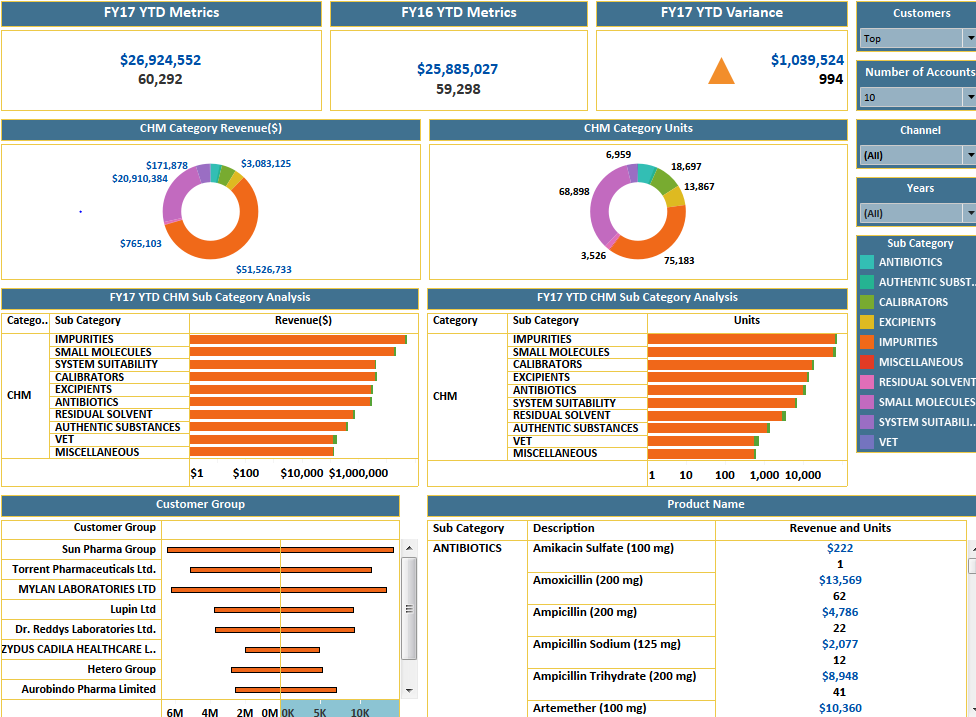 FY17 YTD Metrics
FY16 YTD Metrics
FY17 YTD Variance
Customers
Top
$26,924,552
60,292
$25,885,027
59,298
$1,039,524
994
Number of Accounts
10
CHM Category Revenue($)
CHM Category Units
Channel
(All)
Years
(All)
$171,878
$3,083,125
$20,910,384
$765,103
$51,526,733
6,959
18,697
13,867
68,898
3,526
75,183
Sub Category
ANTIBIOTICS
AUTHENTIC SUBST..
CALIBRATORS
EXCIPIENTS
IMPURITIES
MISCELLANEOUS
RESIDUAL SOLVENT
SMALL MOLECULES
SYSTEM SUITABILI..
VET
FY17 YTD CHM Sub Category Analysis
Catego.. Sub Category Revenue($)
CHM
IMPURITIES
SMALL MOLECULES
SYSTEM SUITABILITY
CALIBRATORS
EXCIPIENTS
ANTIBIOTICS
RESIDUAL SOLVENT
AUTHENTIC SUBSTANCES
VET
MISCELLANEOUS
$1 $100 $10,000 $1,000,000
FY17 YTD CHM Sub Category Analysis
Category Sub Category Units
CHM
IMPURITIES
SMALL MOLECULES
CALIBRATORS
EXCIPIENTS
ANTIBIOTICS
SYSTEM SUITABILITY
RESIDUAL SOLVENT
AUTHENTIC SUBSTANCES
VET
MISCELLANEOUS
1 10 100 1,000 10,000
Customer Group
Customer Group
Sun Pharma Group
Torrent Pharmaceuticals Ltd.
MYLAN LABORATORIES LTD
Lupin Ltd
Dr. Reddys Laboratories Ltd.
ZYDUS CADILA HEALTHCARE L..
Hetero Group
Aurobindo Pharma Limited
6M 4M 2M 0M 0K 5K 10K
Product Name
Sub Category Description Revenue and Units
ANTIBIOTICS Amikacin Sulfate (100 mg) $222
1
Amoxicillin (200 mg) $13,569
62
Ampicillin (200 mg) $4,786
22
Ampicillin Sodium (125 mg) $2,077
12
Ampicillin Trihydrate (200 mg) $8,948
41
Artemether (100 mg) $10,360